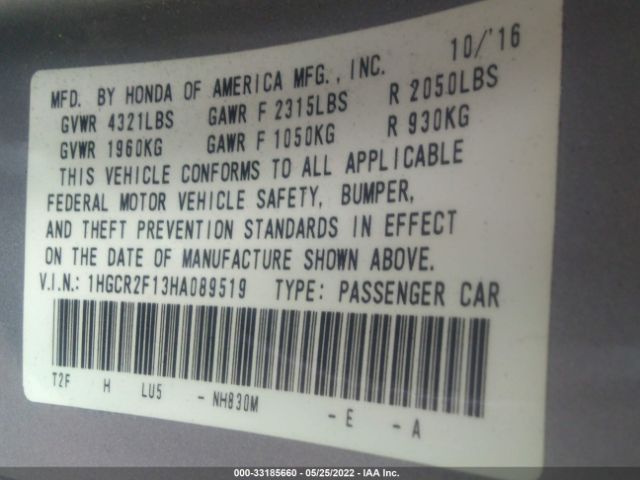 10/'16
MFD. BY HONDA OF AMERICA MFG., INC.
GVWR 4321LBS GAWR F 2315LBS R 2050LBS
GVWR 1960KG GAWR F 1050KG R 930KG
THIS VEHICLE CONFORMS TO ALL APPLICABLE
FEDERAL MOTOR VEHICLE SAFETY, BUMPER,
AND THEFT PREVENTION STANDARDS IN EFFECT
ON THE DATE OF MANUFACTURE SHOWN ABOVE.
V.I.N.: 1HGCR2F13HA089519 TYPE: PASSENGER CAR
T2F H LU5 - NH830M - E - A
000-33185660 - 05/25/2022 - IAA Inc.